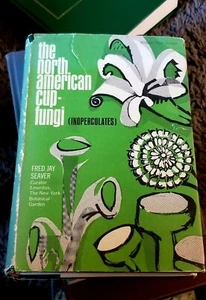 the
north
american
cup-
fungi
(INOPERCULATES)
FRED JAY
SEAVER
Curator
Emeritus,
The New York
Botanical
Garden